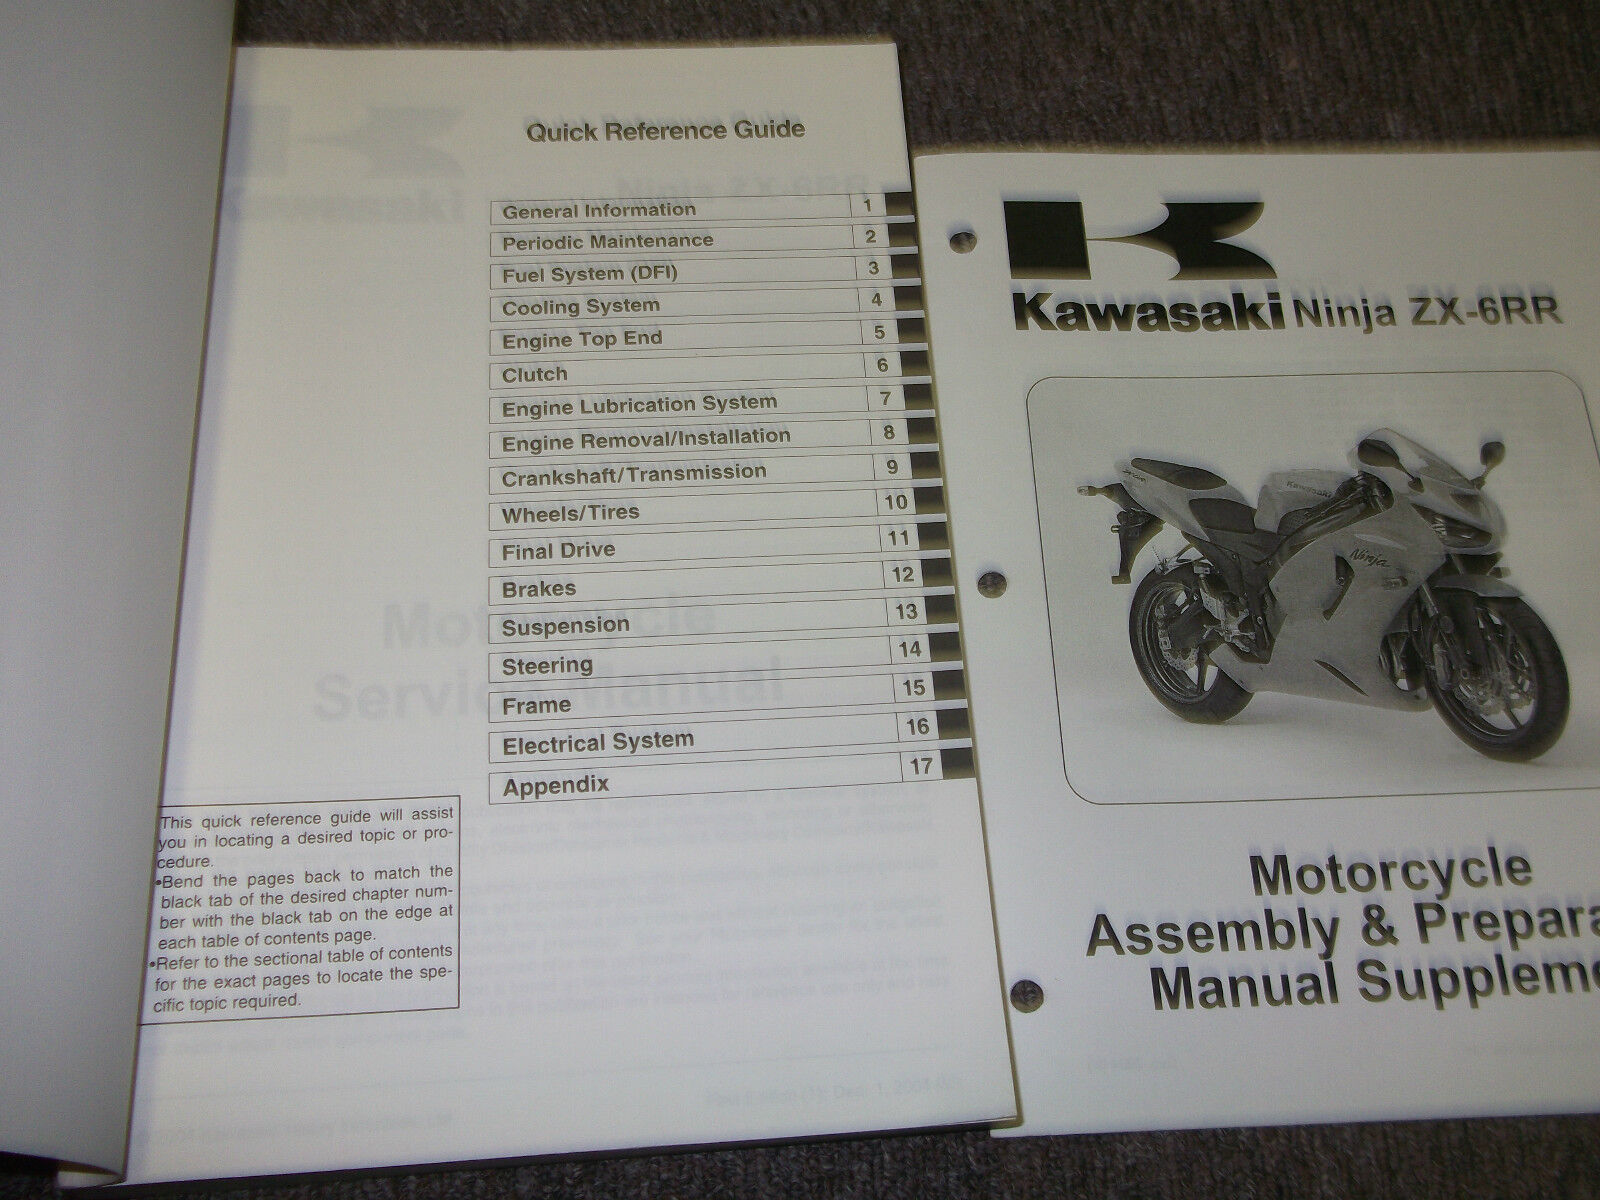 Quick Reference Guide
General Information 1
Periodic Maintenance 2
Fuel System (DFI) 3
Cooling System 4
Engine Top End 5
Clutch 6
Engine Lubrication System 7
Engine Removal/Installation 8
Crankshaft/Transmission 9
Wheels/Tires 10
Final Drive 11
Brakes 12
Suspension 13
Steering 14
Frame 15
Electrical System 16
Appendix 17
This quick reference guide will assist
you in locating a desired topic or pro-
cedure.
•Bend the pages back to match the
black tab of the desired chapter num-
ber with the black tab on the edge at
each table of contents page.
•Refer to the sectional table of contents
for the exact pages to locate the spe-
cific topic required.
Motorcycle
Service Manual
Kawasaki Ninja ZX-6RR
Kawasaki
Ninja
Motorcycle
Assembly & Prepara
Manual Suppleme